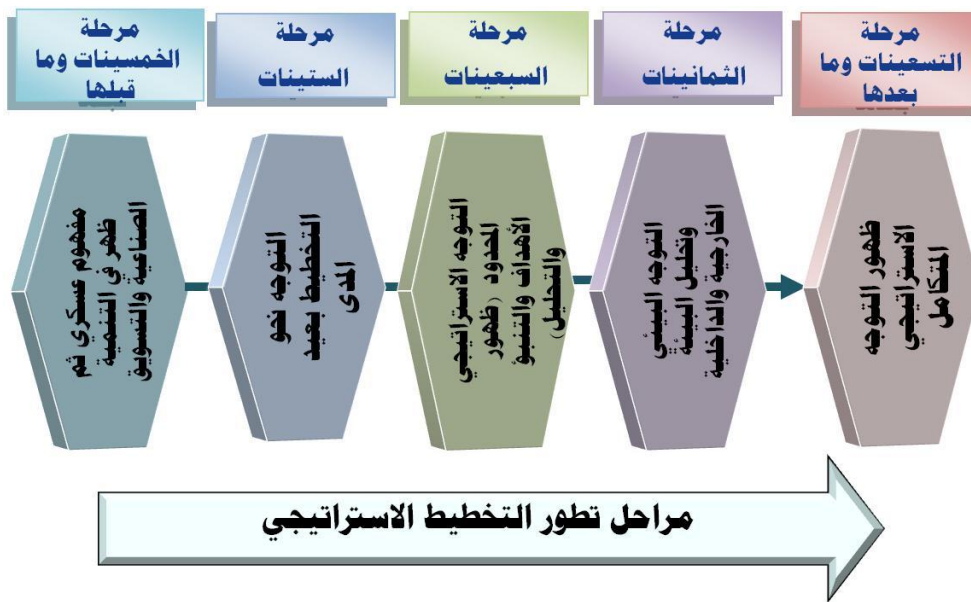 مرحلة
الخمسينات وما
قبلها
مرحلة
الستينات
مرحلة
السبعينات
مرحلة
الثمانينات
مرحلة
التسعينات وما
بعدها
مفهوم عسكري ثم
ظهر في التنمية
الصناعية والتسويق
التوجه نحو
التخطيط بعيد
المدى
التوجه الاستراتيجي
المحدود (ظهور
الأهداف والتنبؤ
والتحليل)
التوجه البيئي
وتحليل البيئة
الخارجية والداخلية
ظهور التوجه
الاستراتيجي
المتكامل
مراحل تطور التخطيط الاستراتيجي